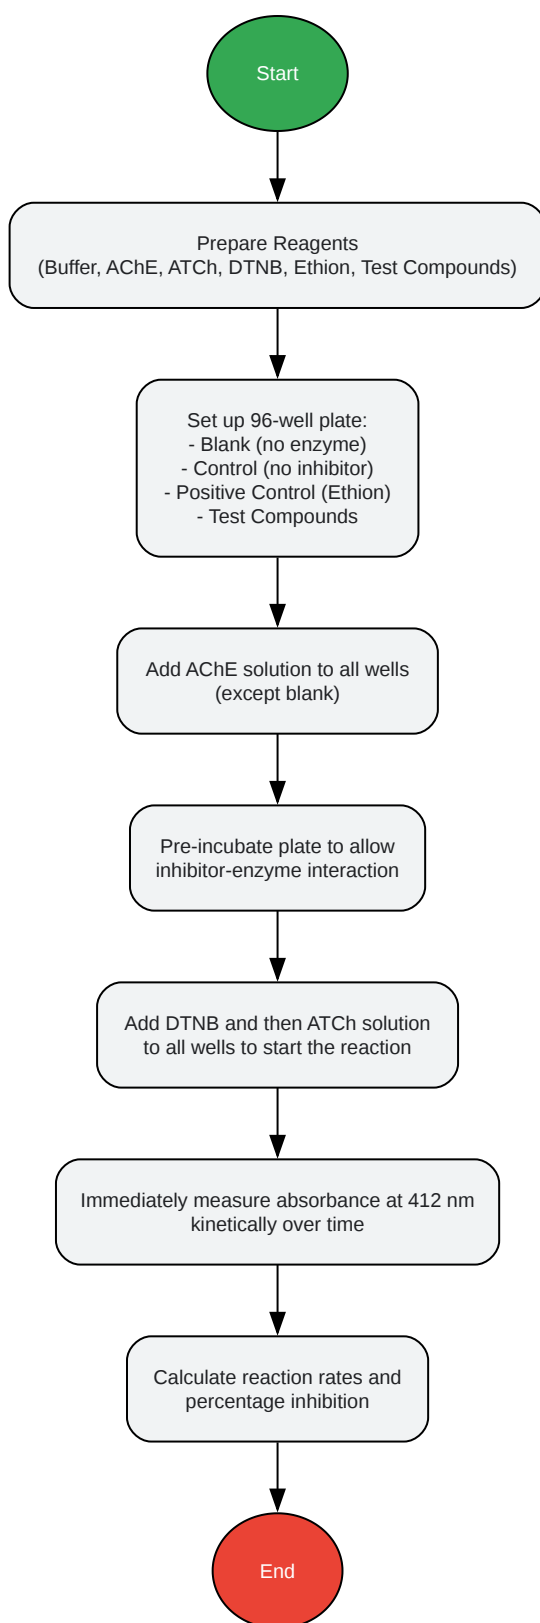 Start
Prepare Reagents
(Buffer, AChE, ATCh, DTNB, Ethion, Test Compounds)
Set up 96-well plate:
- Blank (no enzyme)
- Control (no inhibitor)
- Positive Control (Ethion)
- Test Compounds
Add AChE solution to all wells
(except blank)
Pre-incubate plate to allow
inhibitor-enzyme interaction
Add DTNB and then ATCh solution
to all wells to start the reaction
Immediately measure absorbance at 412 nm
kinetically over time
Calculate reaction rates and
percentage inhibition
End